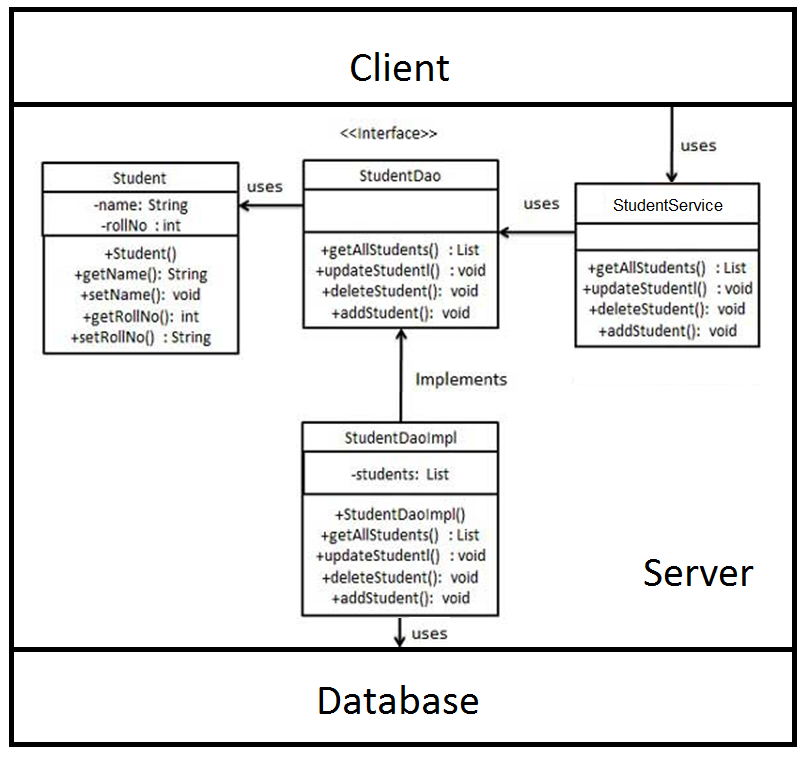 Client
uses
<<Interface>>
Student
-name: String
-rollNo : int
+Student()
+getName(): String
+setName(): void
+getRollNo(): int
+setRollNo() : String
uses
StudentDao
+getAllStudents() : List
+updateStudentl() : void
+deleteStudent(): void
+addStudent(): void
uses
StudentService
+getAllStudents() : List
+updateStudentl() : void
+deleteStudent(): void
+addStudent(): void
Implements
StudentDaoImpl
-students: List
+StudentDaoImpl()
+getAllStudents() : List
+updateStudentl() : void
+deleteStudent(): void
+addStudent(): void
Server
uses
Database